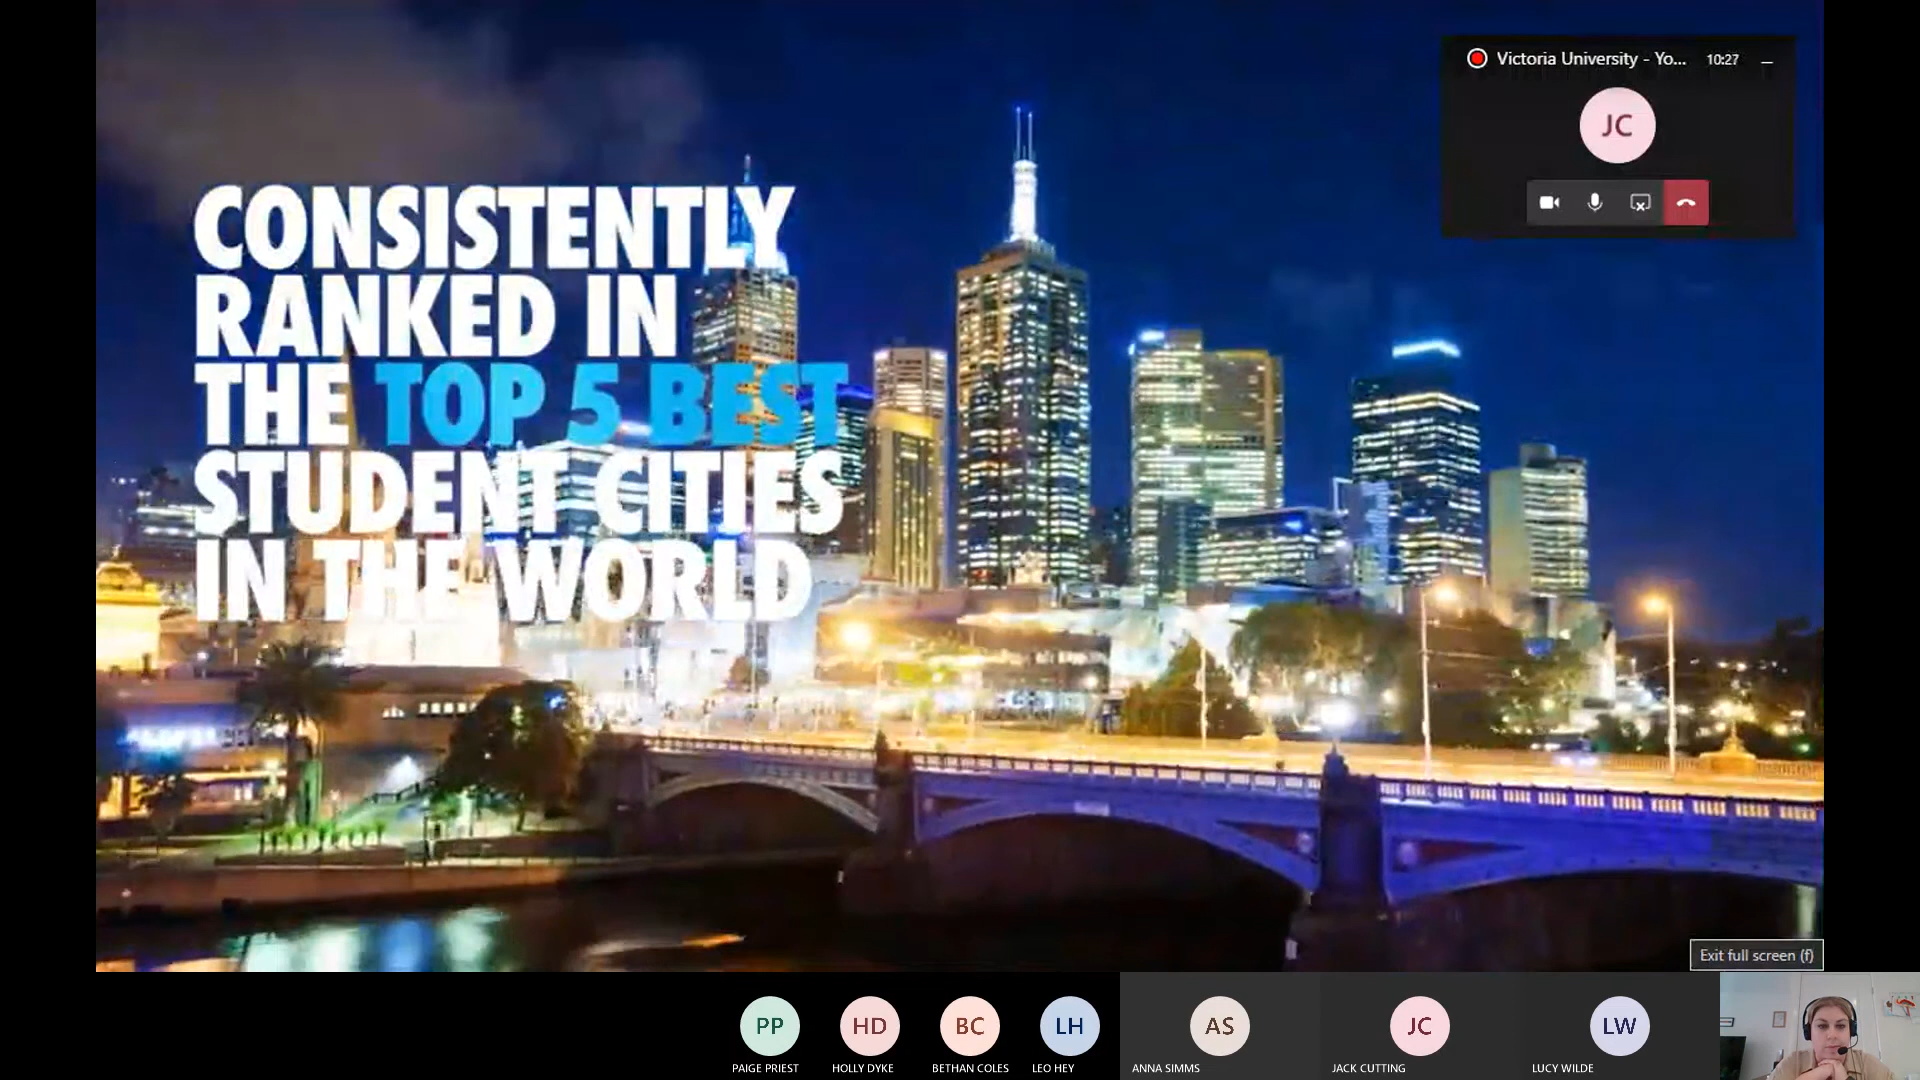 CONSISTENTLY
RANKED IN
THE TOP 5 BEST
STUDENT CITIES
IN THE WORLD
Victoria University - Yo... 10:27
JC
Exit full screen (f)
PP
HD
BC
LH
AS
JC
LW
PAIGE PRIEST
HOLLY DYKE
BETHAN COLES
LEO HEY
ANNA SIMMS
JACK CUTTING
LUCY WILDE